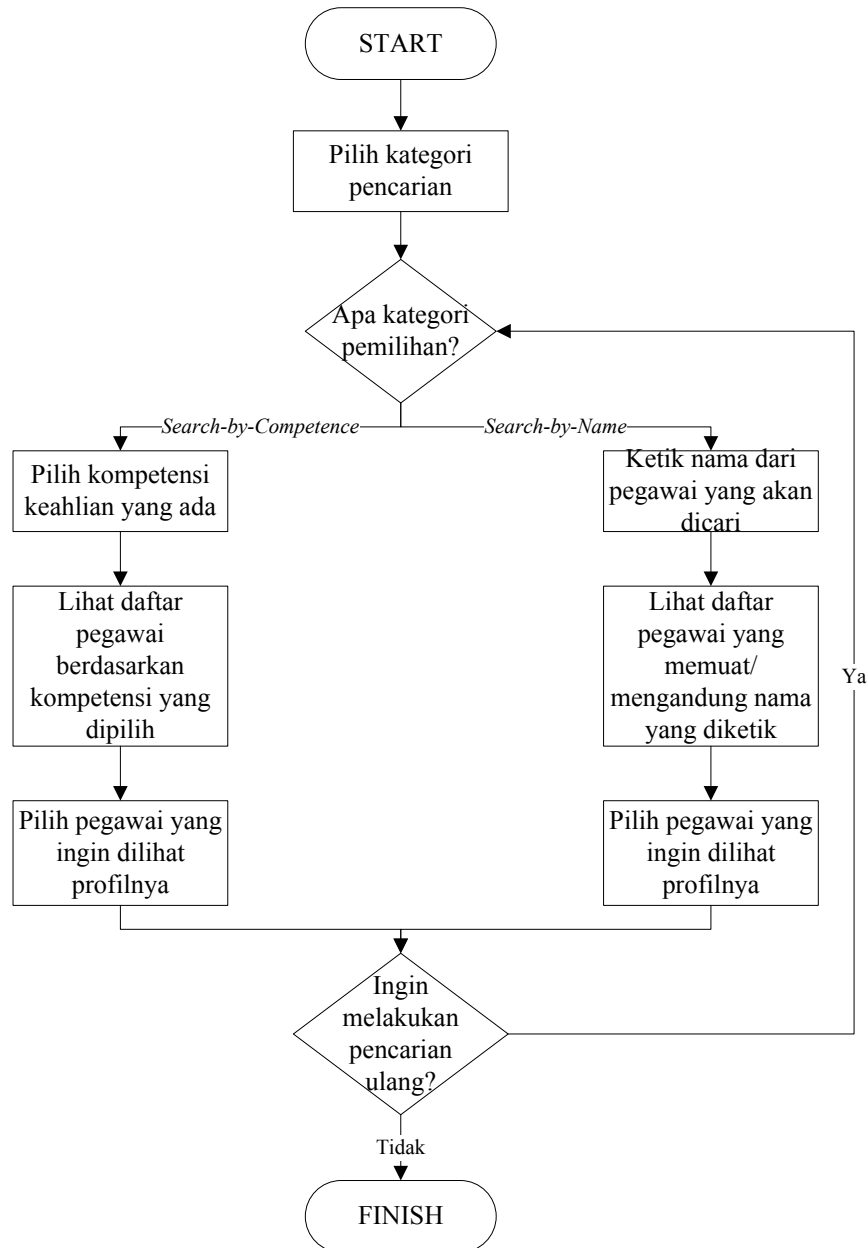 START
Pilih kategori
pencarian
Apa kategori
pemilihan?
Search-by-Competence
Search-by-Name
Pilih kompetensi
keahlian yang ada
Ketik nama dari
pegawai yang akan
dicari
Lihat daftar
pegawai
berdasarkan
kompetensi yang
dipilih
Lihat daftar
pegawai yang
memuat/
mengandung nama
yang diketik
Ya
Pilih pegawai yang
ingin dilihat
profilnya
Pilih pegawai yang
ingin dilihat
profilnya
Ingin
melakukan
pencarian
ulang?
Tidak
FINISH